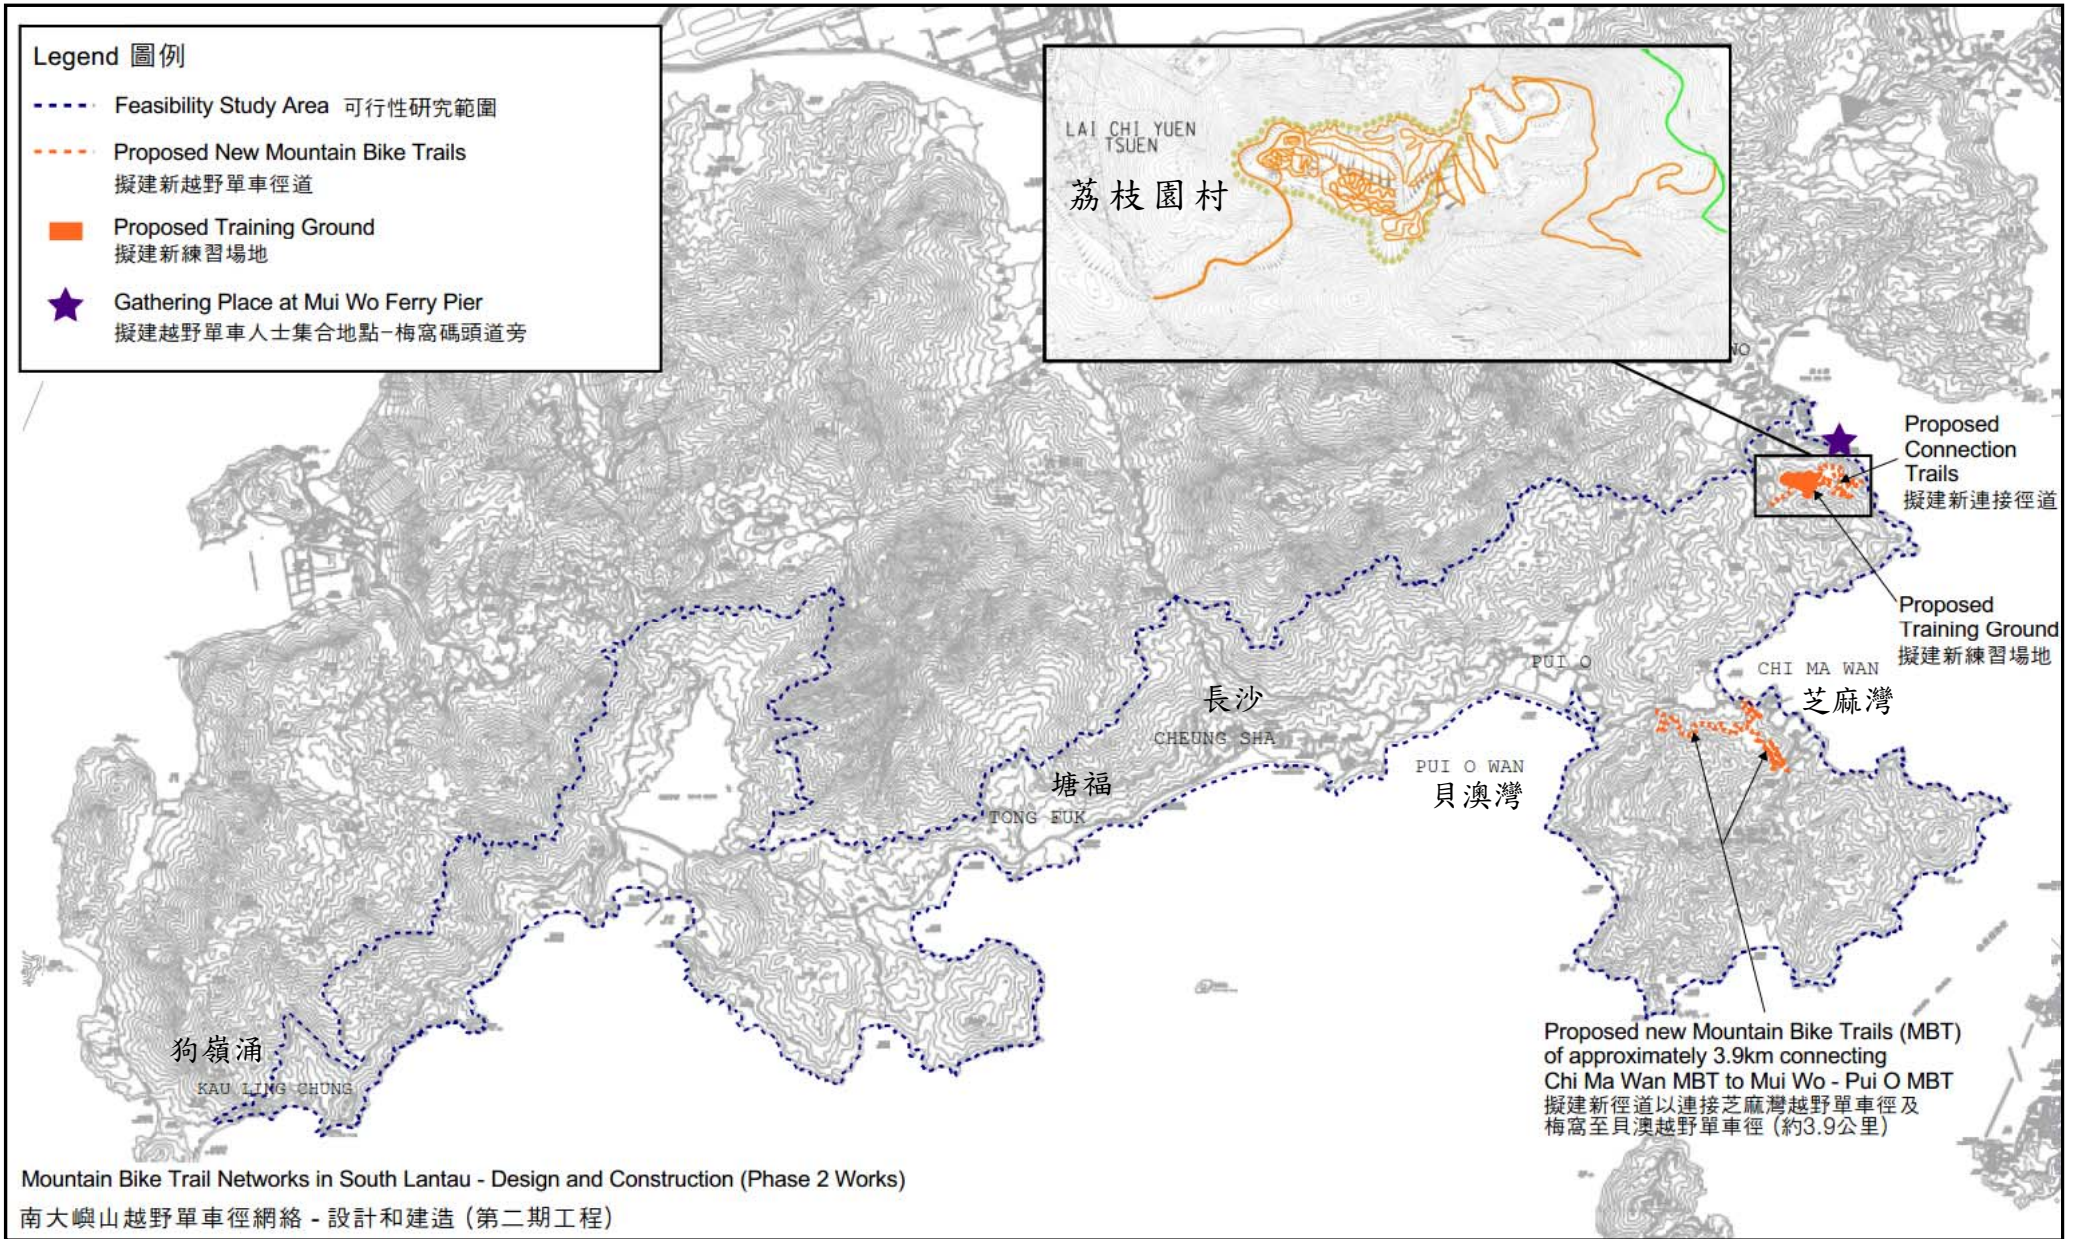 Legend 圖例
Feasibility Study Area 可行性研究範圍
Proposed New Mountain Bike Trails
擬建新越野單車徑道
Proposed Training Ground
擬建新練習場地
Gathering Place at Mui Wo Ferry Pier
擬建越野單車人士集合地點-梅窩碼頭道旁
LAI CHI YUEN
TSUEN
荔枝園村
Proposed
Connection
Trails
擬建新連接徑道
Proposed
Training Ground
擬建新練習場地
CHI MA WAN
芝麻灣
PUI O
長沙
CHEUNG SHA
PUI O WAN
貝澳灣
塘福
TONG FUK
狗嶺涌
KAU LING CHUNG
Proposed new Mountain Bike Trails (MBT)
of approximately 3.9km connecting
Chi Ma Wan MBT to Mui Wo - Pui O MBT
擬建新徑道以連接芝麻灣越野單車徑及
梅窩至貝澳越野單車徑 (約3.9公里)
Mountain Bike Trail Networks in South Lantau - Design and Construction (Phase 2 Works)
南大嶼山越野單車徑網絡 - 設計和建造 (第二期工程)